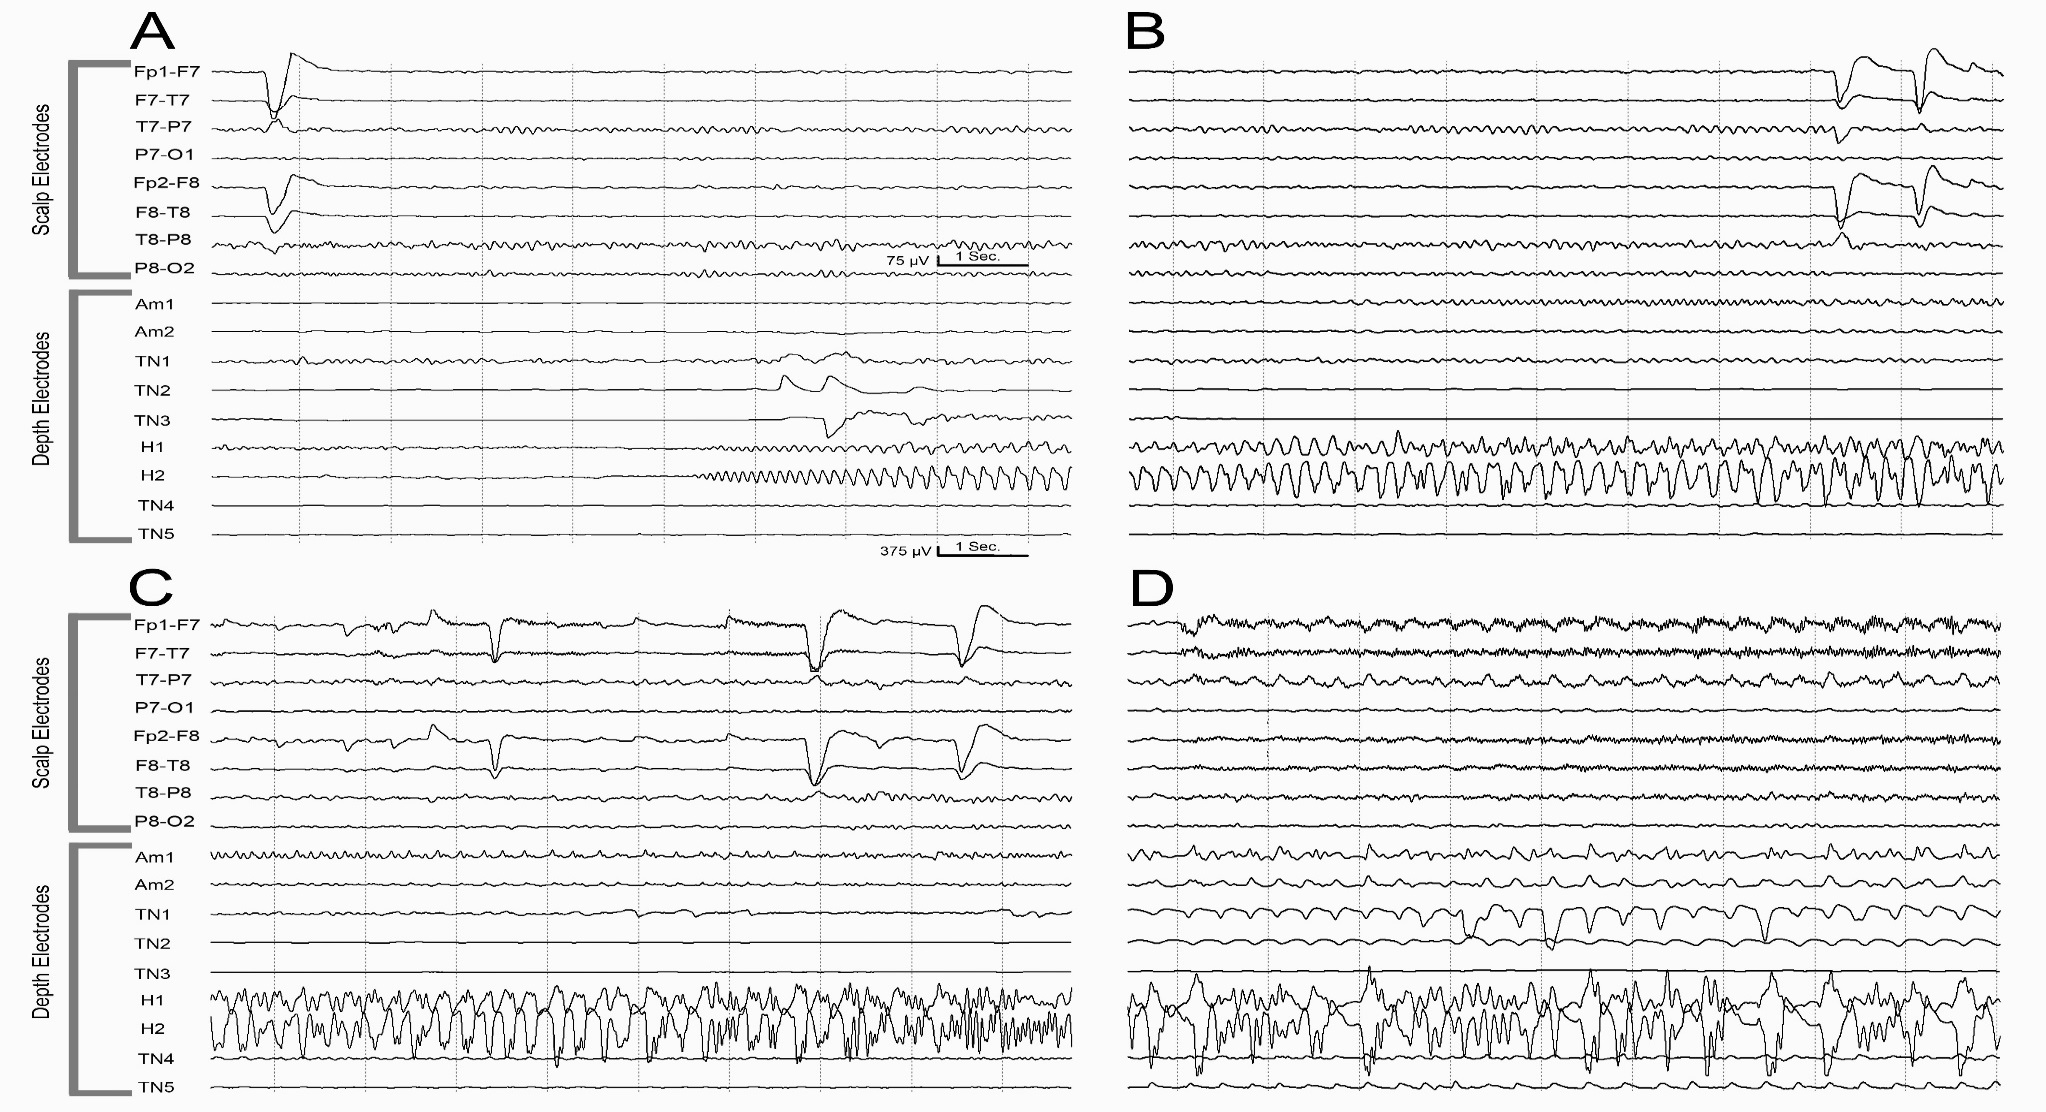 A
B
Scalp Electrodes
Fp1-F7
F7-T7
T7-P7
P7-O1
Fp2-F8
F8-T8
T8-P8
75 µV 1 Sec.
P8-O2
Depth Electrodes
Am1
Am2
TN1
TN2
TN3
H1
H2
TN4
TN5
375 µV 1 Sec.
C
D
Scalp Electrodes
Fp1-F7
F7-T7
T7-P7
P7-O1
Fp2-F8
F8-T8
T8-P8
P8-O2
Depth Electrodes
Am1
Am2
TN1
TN2
TN3
H1
H2
TN4
TN5